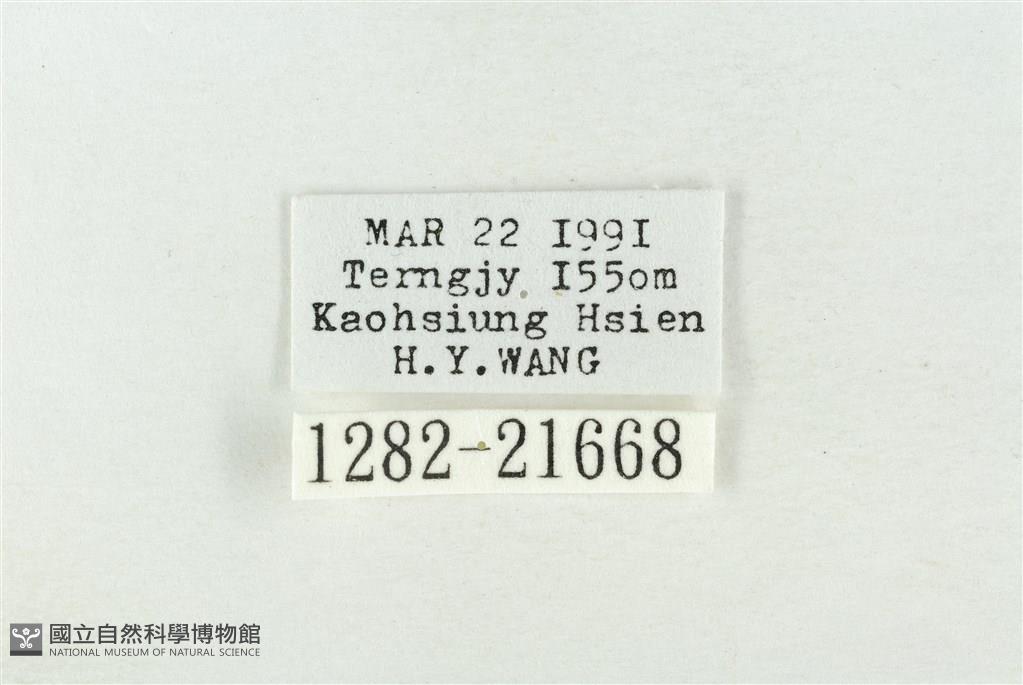 MAR 22 I99I
Terngjy I55om
Kaohsiung Hsien
H.Y.WANG
1282-21668
國立自然科學博物館
NATIONAL MUSEUM OF NATURAL SCIENCE